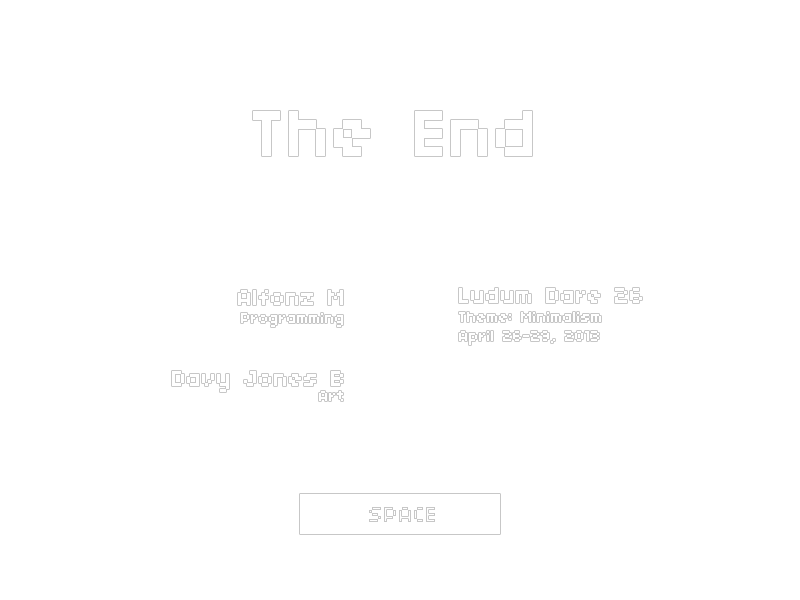 The End
Alfonz M
Programming
Davy Jones B
Art
Ludum Dare 26
Theme: Minimalism
April 26-29, 2013
SPACE